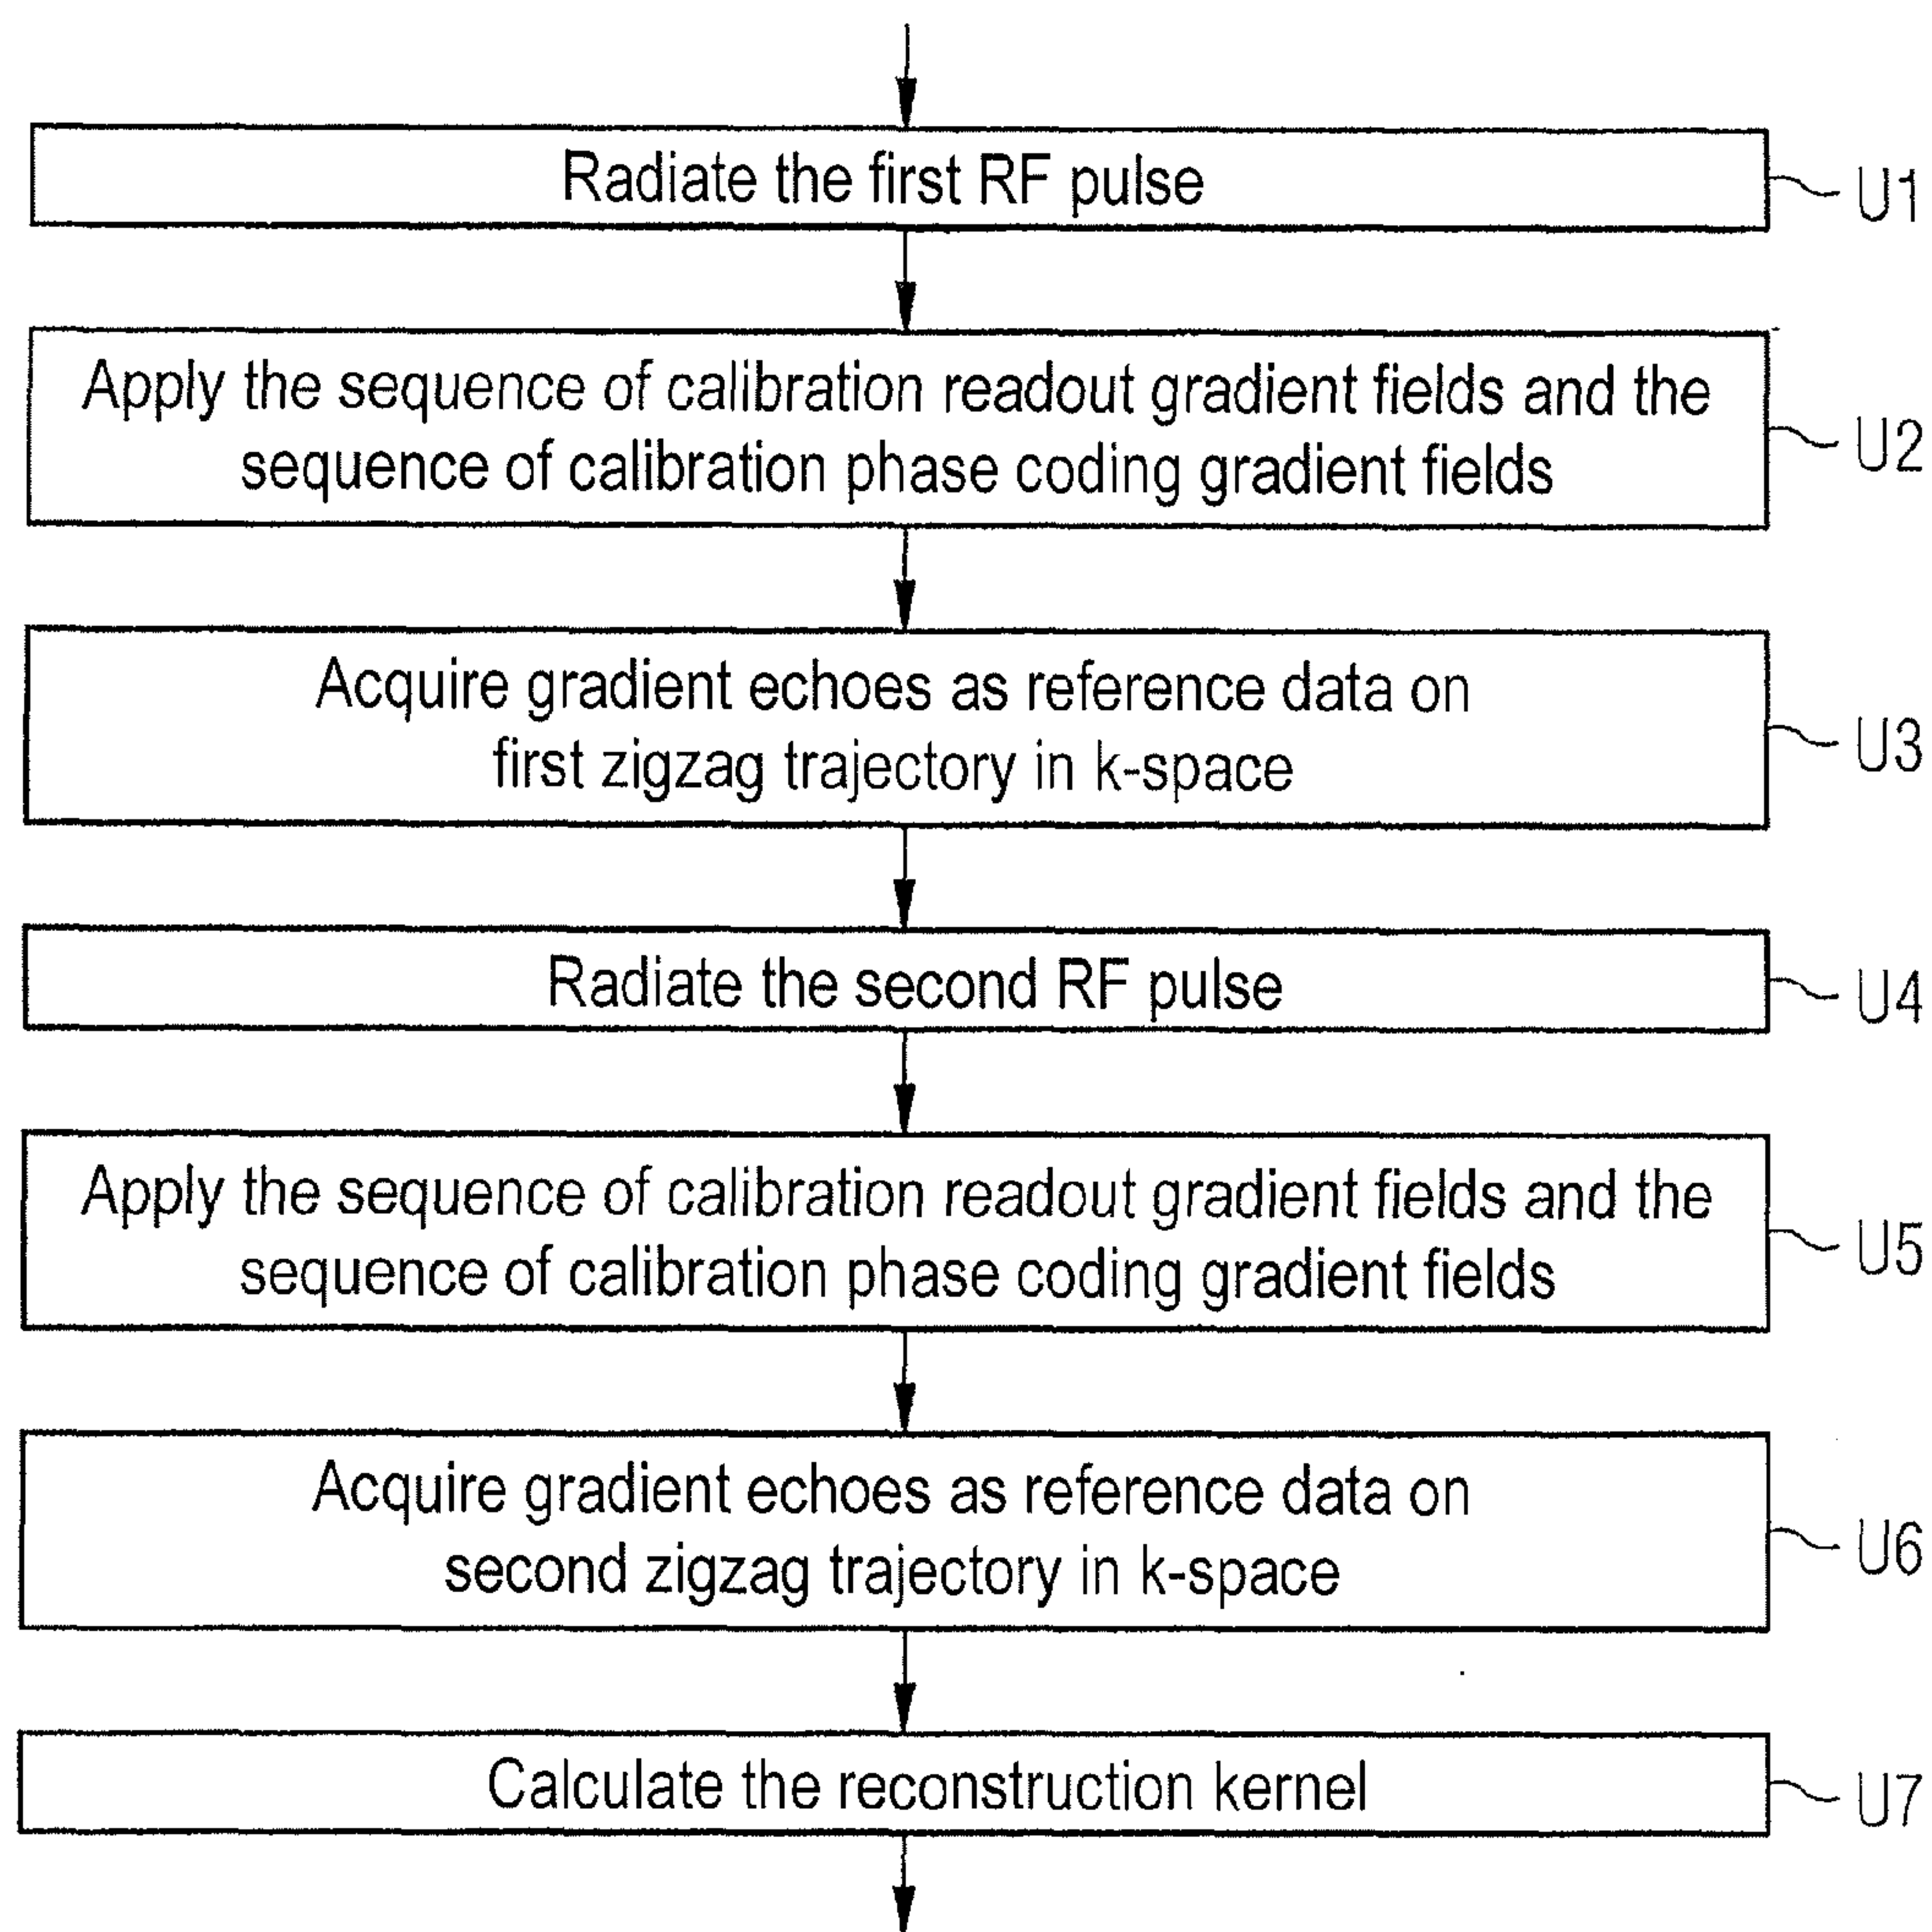 Radiate the first RF pulse
U1
Apply the sequence of calibration readout gradient fields and the
sequence of calibration phase coding gradient fields
U2
Acquire gradient echoes as reference data on
first zigzag trajectory in k-space
U3
Radiate the second RF pulse
U4
Apply the sequence of calibration readout gradient fields and the
sequence of calibration phase coding gradient fields
U5
Acquire gradient echoes as reference data on
second zigzag trajectory in k-space
U6
Calculate the reconstruction kernel
U7